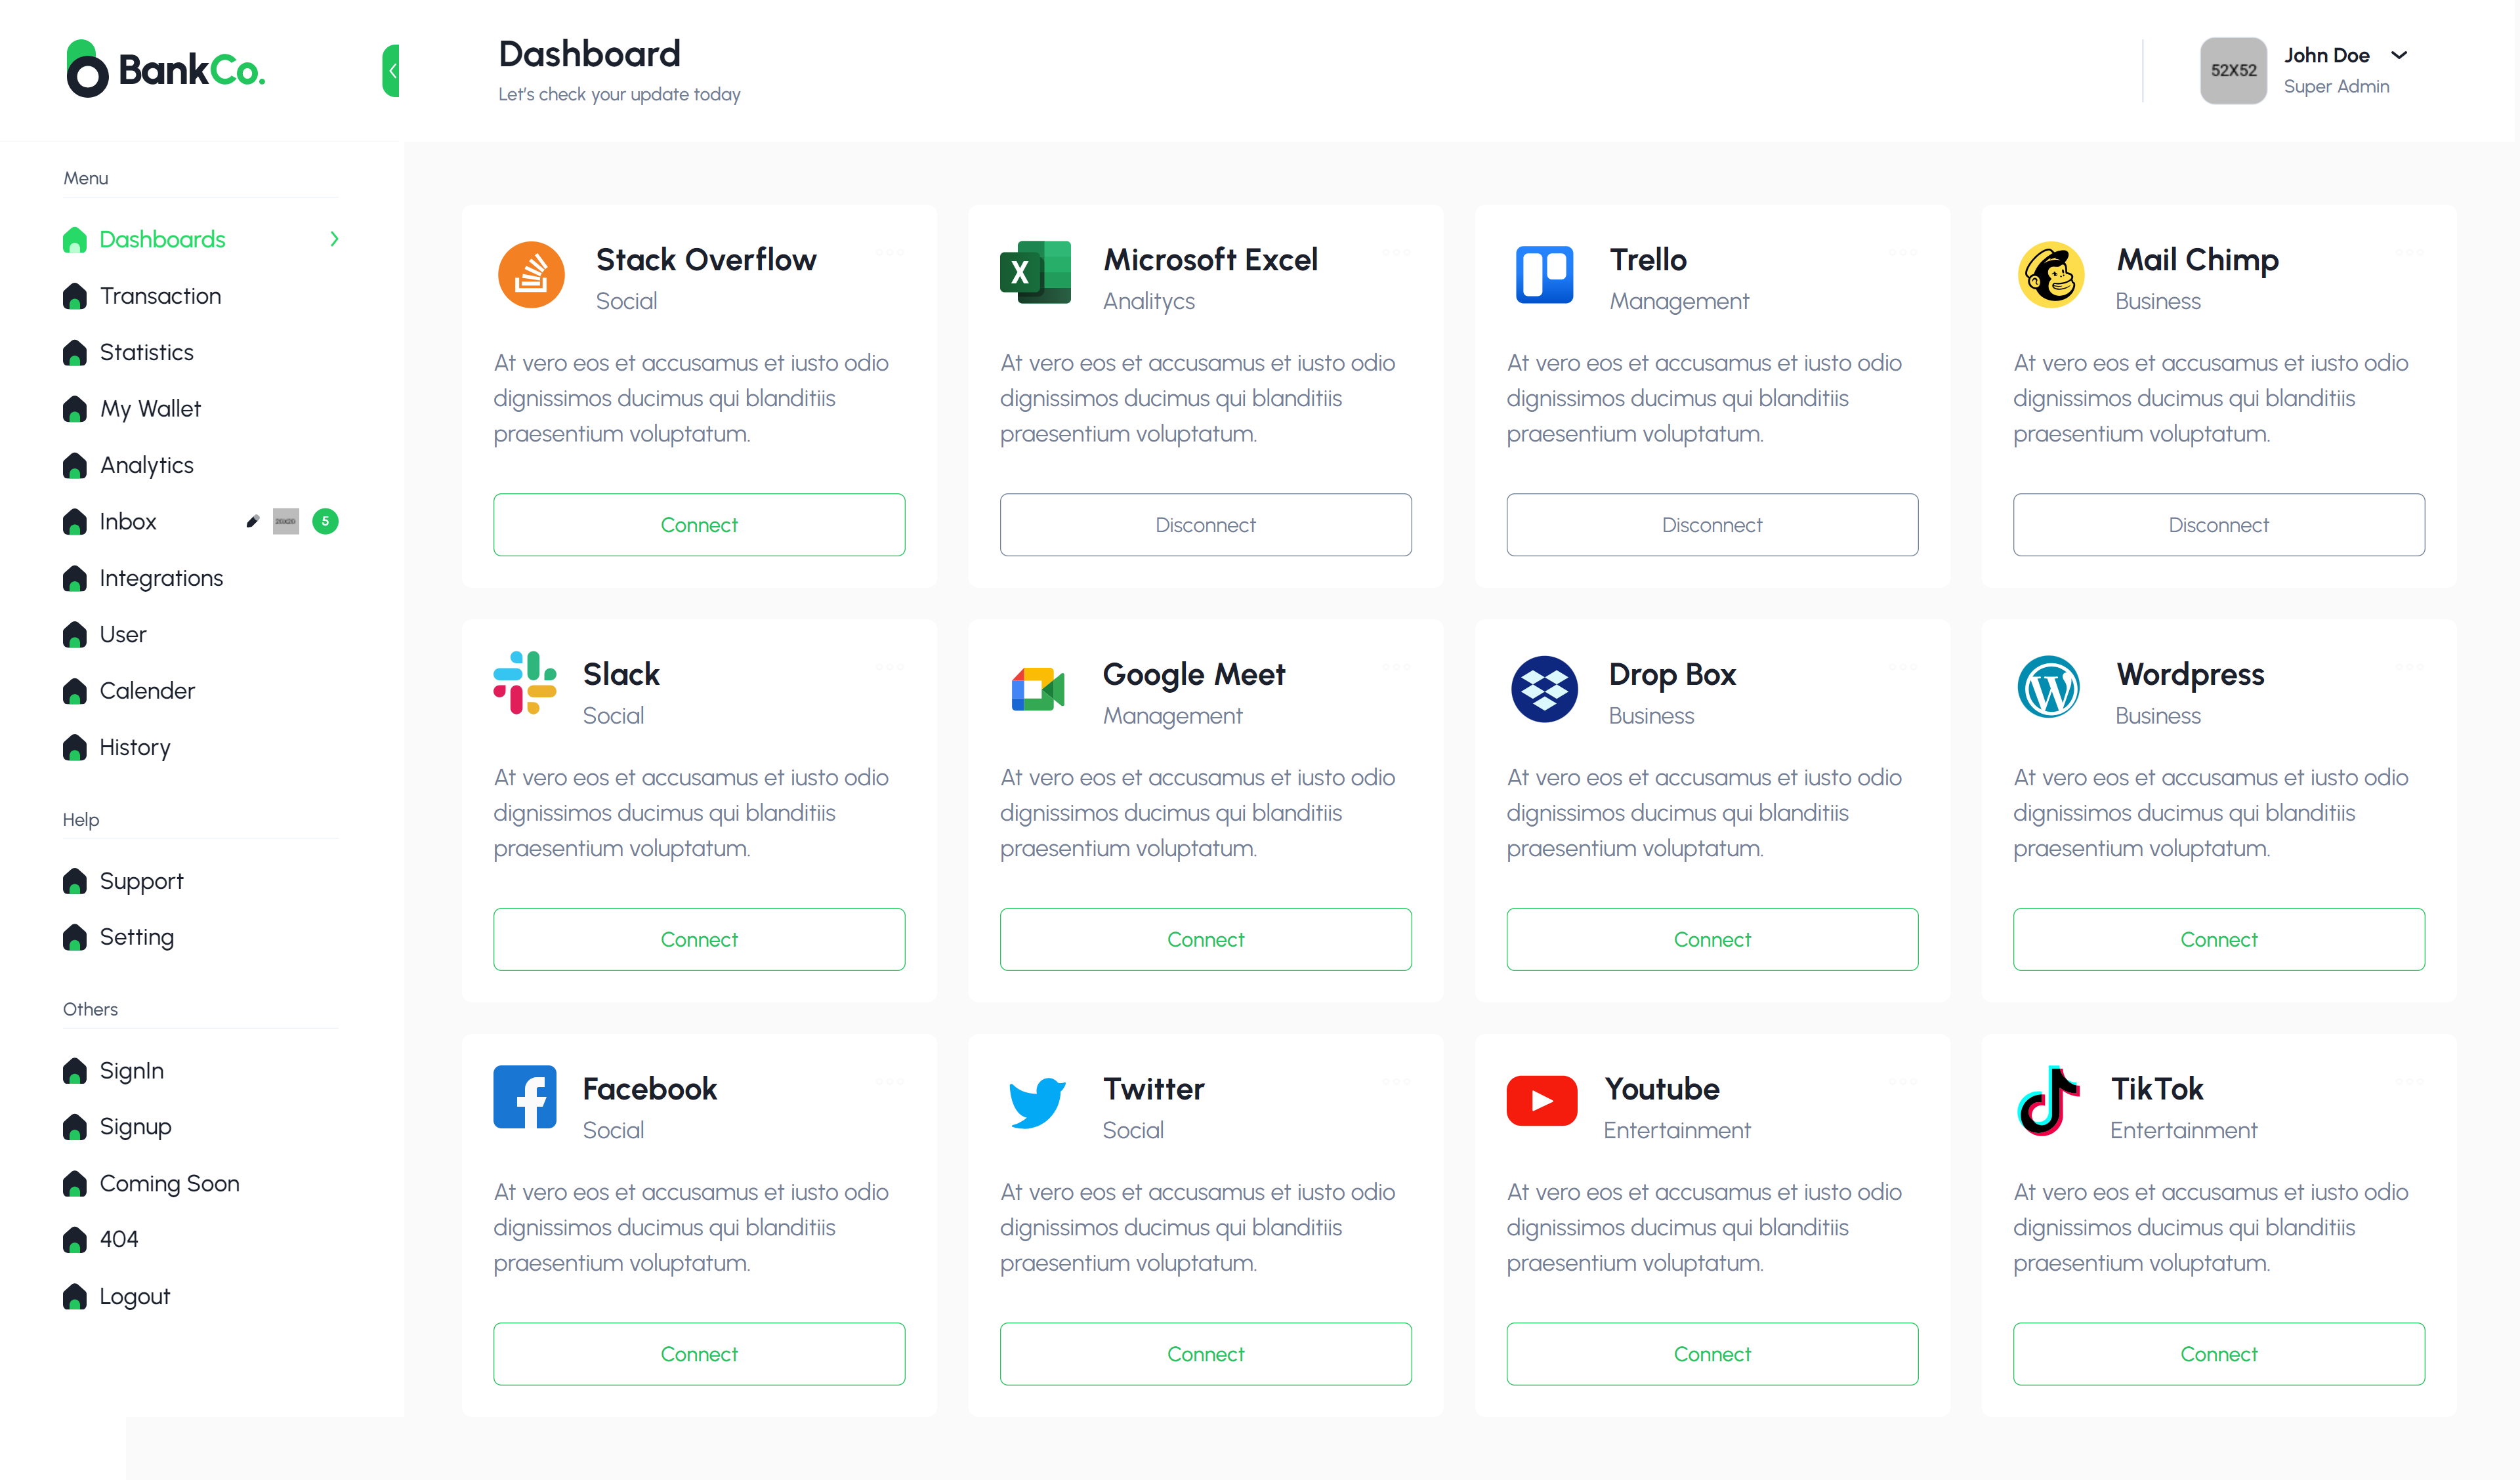 BankCo.
Dashboard
Let's check your update today
52X52
John Doe
Super Admin
Menu
Dashboards
Transaction
Statistics
My Wallet
Analytics
Inbox
20x20
5
Integrations
User
Calender
History
Help
Support
Setting
Others
SignIn
Signup
Coming Soon
404
Logout
Stack Overflow
Social
At vero eos et accusamus et iusto odio
dignissimos ducimus qui blanditiis
praesentium voluptatum.
Connect
Microsoft Excel
Analitycs
At vero eos et accusamus et iusto odio
dignissimos ducimus qui blanditiis
praesentium voluptatum.
Disconnect
Trello
Management
At vero eos et accusamus et iusto odio
dignissimos ducimus qui blanditiis
praesentium voluptatum.
Disconnect
Mail Chimp
Business
At vero eos et accusamus et iusto odio
dignissimos ducimus qui blanditiis
praesentium voluptatum.
Disconnect
Slack
Social
At vero eos et accusamus et iusto odio
dignissimos ducimus qui blanditiis
praesentium voluptatum.
Connect
Google Meet
Management
At vero eos et accusamus et iusto odio
dignissimos ducimus qui blanditiis
praesentium voluptatum.
Connect
Drop Box
Business
At vero eos et accusamus et iusto odio
dignissimos ducimus qui blanditiis
praesentium voluptatum.
Connect
Wordpress
Business
At vero eos et accusamus et iusto odio
dignissimos ducimus qui blanditiis
praesentium voluptatum.
Connect
Facebook
Social
At vero eos et accusamus et iusto odio
dignissimos ducimus qui blanditiis
praesentium voluptatum.
Connect
Twitter
Social
At vero eos et accusamus et iusto odio
dignissimos ducimus qui blanditiis
praesentium voluptatum.
Connect
Youtube
Entertainment
At vero eos et accusamus et iusto odio
dignissimos ducimus qui blanditiis
praesentium voluptatum.
Connect
TikTok
Entertainment
At vero eos et accusamus et iusto odio
dignissimos ducimus qui blanditiis
praesentium voluptatum.
Connect